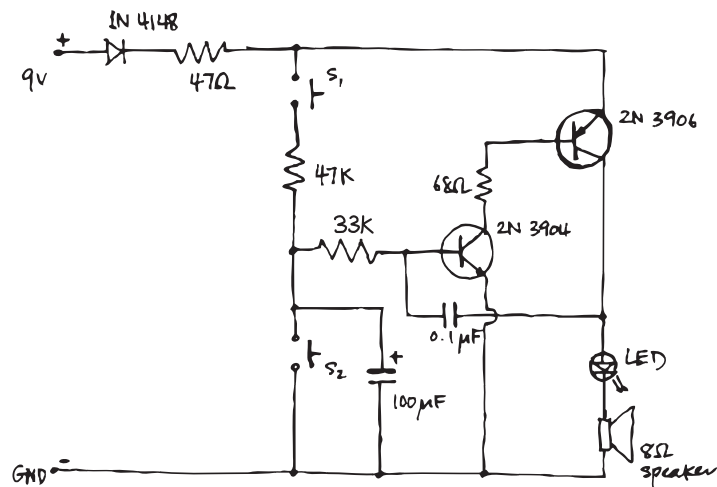 1N 4148
+
9V
47Ω
S1
2N 3906
47K
68Ω
33K
2N 3904
0.1µF
LED
S2
+
100µF
8Ω
speaker
GND -